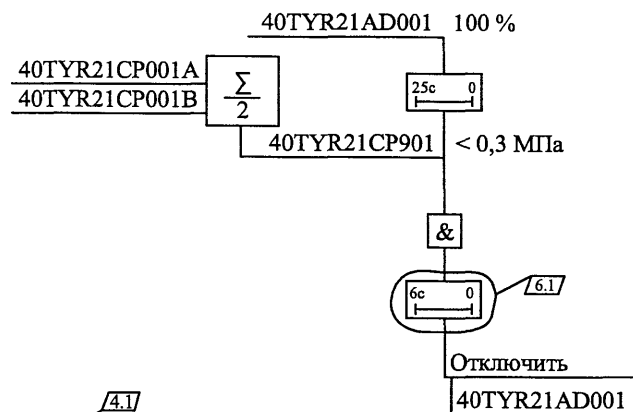 40TYR21AD001 100 %
40TYR21CP001A
40TYR21CP001B
Σ
2
25с 0
40TYR21CP901 < 0,3 МПа
&
6с 0
6.1
Отключить
40TYR21AD001
4.1